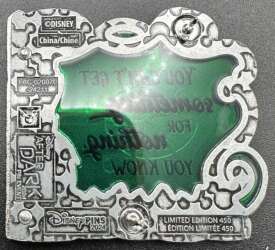 ©DISNEY
China/Chine
YOU CAN'T GET
something
FOR
nothing
YOU KNOW
AFTER
DARK
Disney PINS
2024
LIMITED EDITION 450
ÉDITION LIMITÉE 450